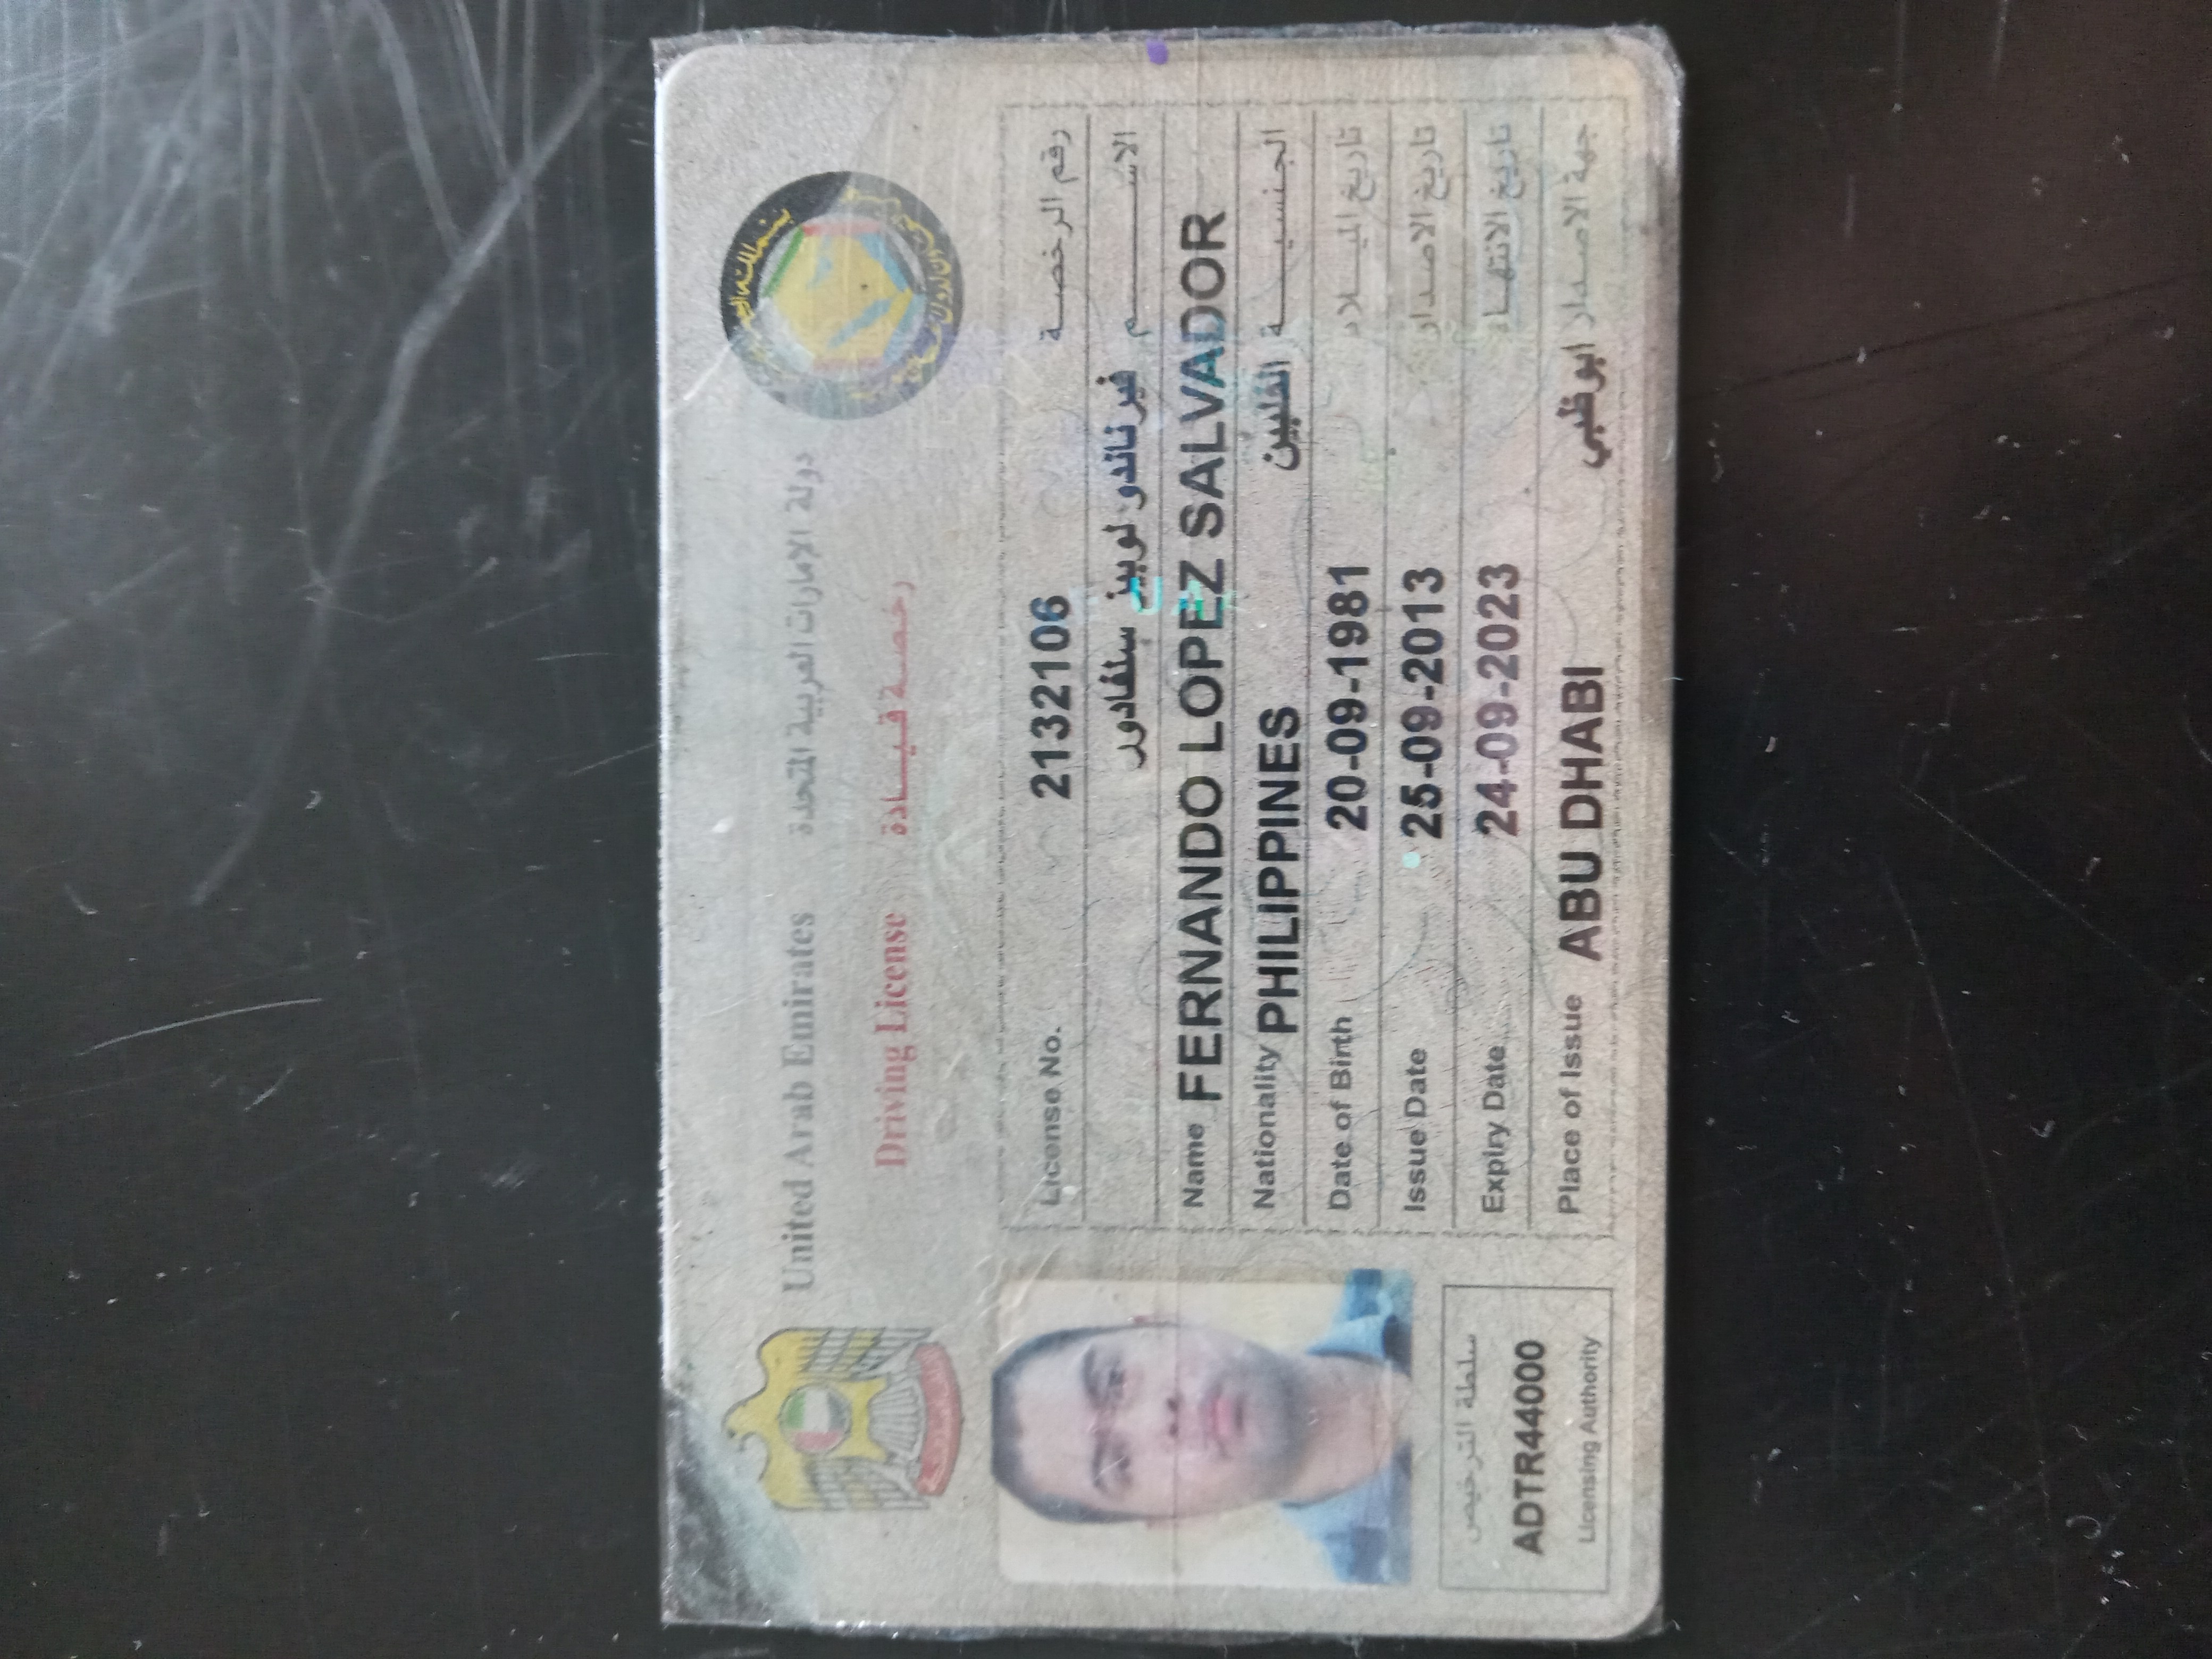 United Arab Emirates دولة الإمارات العربية المتحدة
Driving License رخصة قيادة
License No. 2132106 رقم الرخصة
الاسم فيرناندو لوبيز سلفادور
Name FERNANDO LOPEZ SALVADOR
Nationality PHILIPPINES الجنسية الفلبين
Date of Birth 20-09-1981 تاريخ الميلاد
Issue Date 25-09-2013 تاريخ الاصدار
Expiry Date 24-09-2023 تاريخ الانتهاء
Place of Issue ABU DHABI جهة الاصدار ابوظبي
سلطة الترخيص
ADTR44000
Licensing Authority